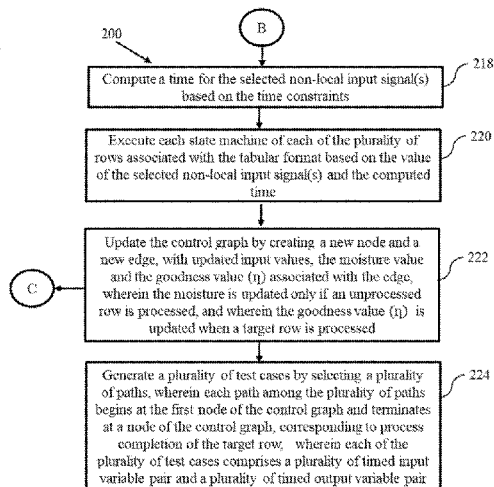 B
200
218
Compute a time for the selected non-local input signal(s)
based on the time constraints
220
Execute each state machine of each of the plurality of
rows associated with the tabular format based on the value
of the selected non-local input signal(s) and the computed
time
Update the control graph by creating a new node and a
new edge, with updated input values, the moisture value
and the goodness value (η) associated with the edge,
wherein the moisture is updated only if an unprocessed
row is processed, and wherein the goodness value (η) is
updated when a target row is processed
222
C
224
Generate a plurality of test cases by selecting a plurality
of paths, wherein each path among the plurality of paths
begins at the first node of the control graph and terminates
at a node of the control graph, corresponding to process
completion of the target row, wherein each of the
plurality of test cases comprises a plurality of timed input
variable pair and a plurality of timed output variable pair